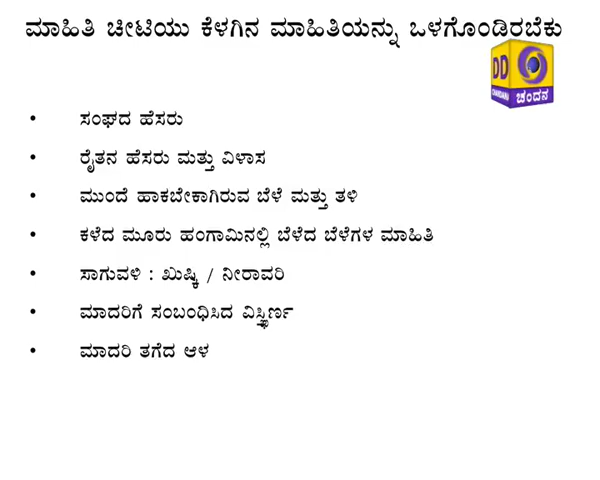 ಮಾಹಿತಿ ಚೀಟಿಯು ಕೆಳಗಿನ ಮಾಹಿತಿಯನ್ನು ಒಳಗೊಂಡಿರಬೇಕು
DD
CHANDANA
ಚಂದನ
• ಸಂಘದ ಹೆಸರು
• ರೈತನ ಹೆಸರು ಮತ್ತು ವಿಳಾಸ
• ಮುಂದೆ ಹಾಕಬೇಕಾಗಿರುವ ಬೆಳೆ ಮತ್ತು ತಳಿ
• ಕಳೆದ ಮೂರು ಹಂಗಾಮಿನಲ್ಲಿ ಬೆಳೆದ ಬೆಳೆಗಳ ಮಾಹಿತಿ
• ಸಾಗುವಳಿ : ಖುಷ್ಕಿ / ನೀರಾವರಿ
• ಮಾದರಿಗೆ ಸಂಬಂಧಿಸಿದ ವಿಸ್ತ್ರೀರ್ಣ
• ಮಾದರಿ ತಗೆದ ಆಳ